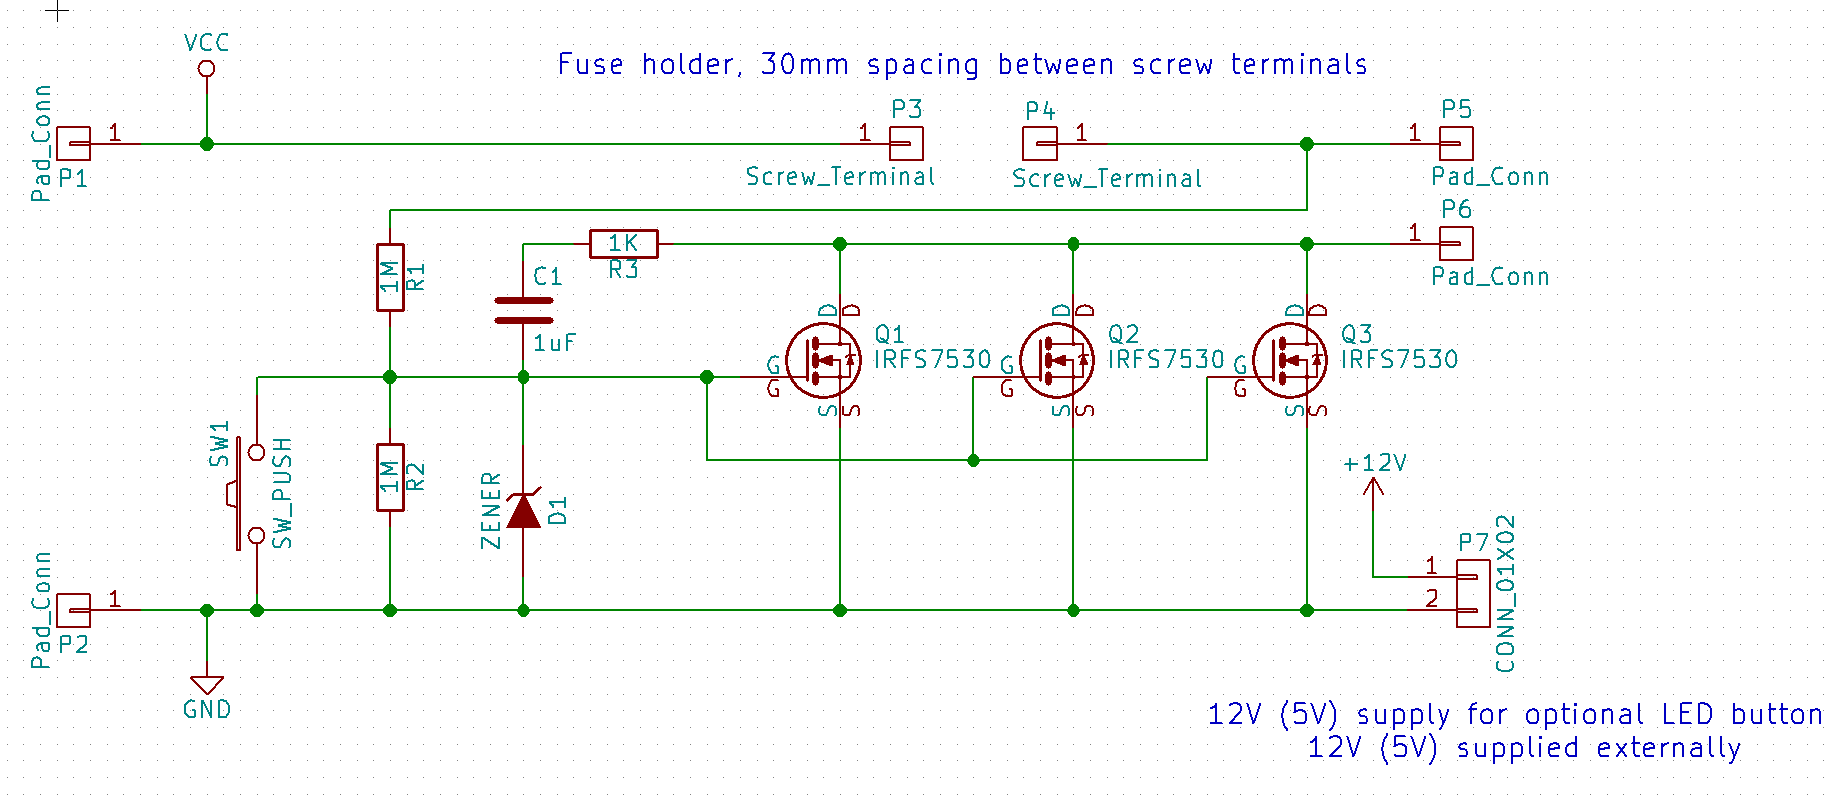 VCC
Fuse holder, 30mm spacing between screw terminals
Pad_Conn
1
P1
1
P3
Screw_Terminal
P4
1
Screw_Terminal
P5
1
Pad_Conn
P6
1
Pad_Conn
1M
R1
C1
1uF
1K
R3
D
D
Q1
IRFS7530
G
G
S
S
D
D
Q2
IRFS7530
G
G
S
S
D
D
Q3
IRFS7530
G
G
S
S
SW1
SW_PUSH
1M
R2
ZENER
D1
+12V
P7
1
2
CONN_01X02
Pad_Conn
1
P2
GND
12V (5V) supply for optional LED button
12V (5V) supplied externally